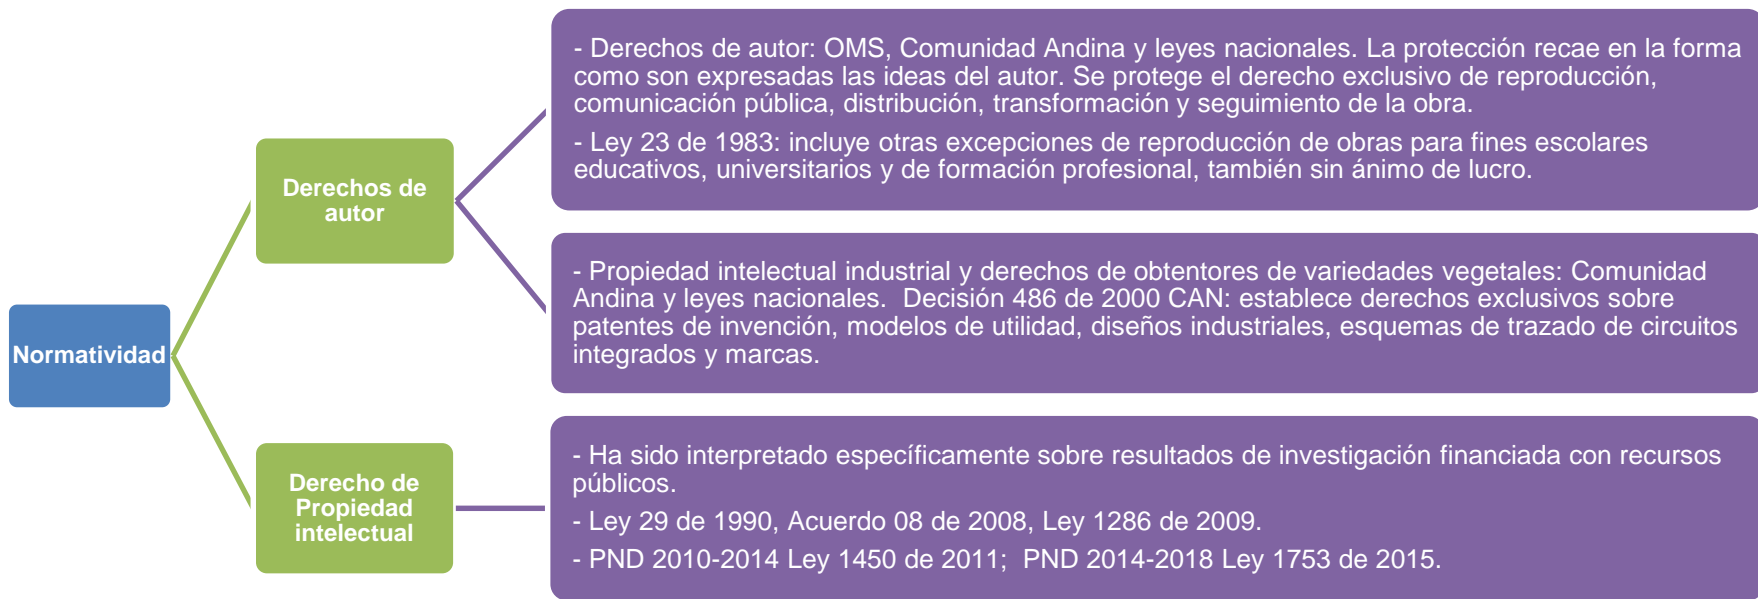 Normatividad
Derechos de
autor
- Derechos de autor: OMS, Comunidad Andina y leyes nacionales. La protección recae en la forma
como son expresadas las ideas del autor. Se protege el derecho exclusivo de reproducción,
comunicación pública, distribución, transformación y seguimiento de la obra.
- Ley 23 de 1983: incluye otras excepciones de reproducción de obras para fines escolares
educativos, universitarios y de formación profesional, también sin ánimo de lucro.
- Propiedad intelectual industrial y derechos de obtentores de variedades vegetales: Comunidad
Andina y leyes nacionales.  Decisión 486 de 2000 CAN: establece derechos exclusivos sobre
patentes de invención, modelos de utilidad, diseños industriales, esquemas de trazado de circuitos
integrados y marcas.
Derecho de
Propiedad
intelectual
- Ha sido interpretado específicamente sobre resultados de investigación financiada con recursos
públicos.
- Ley 29 de 1990, Acuerdo 08 de 2008, Ley 1286 de 2009.
- PND 2010-2014 Ley 1450 de 2011;  PND 2014-2018 Ley 1753 de 2015.